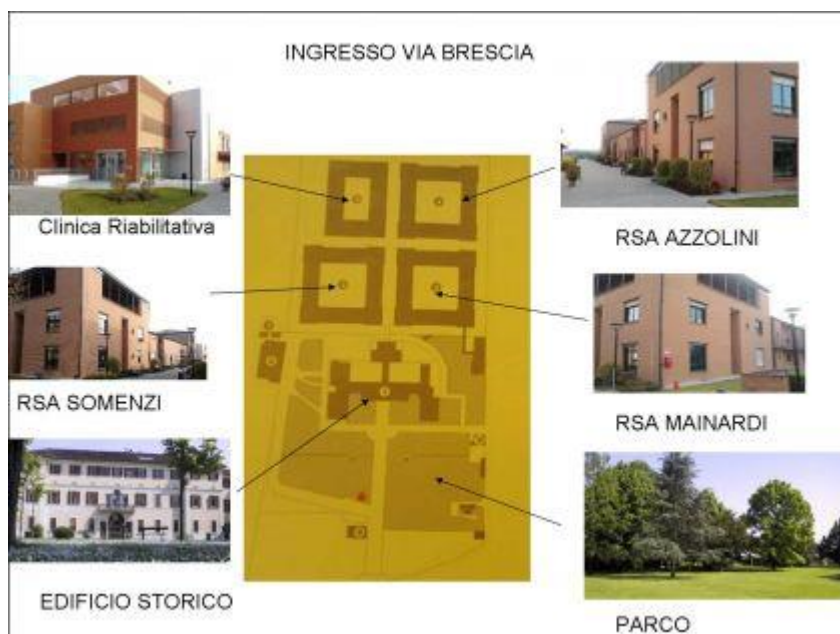 INGRESSO VIA BRESCIA
Clinica Riabilitativa
RSA AZZOLINI
RSA SOMENZI
RSA MAINARDI
EDIFICIO STORICO
PARCO